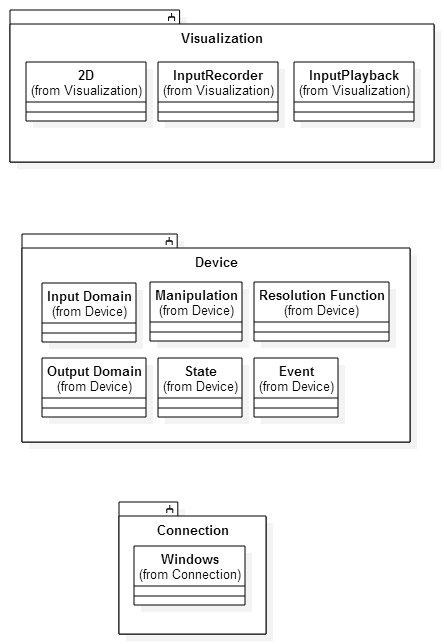 Visualization
2D
(from Visualization)
InputRecorder
(from Visualization)
InputPlayback
(from Visualization)
Device
Input Domain
(from Device)
Manipulation
(from Device)
Resolution Function
(from Device)
Output Domain
(from Device)
State
(from Device)
Event
(from Device)
Connection
Windows
(from Connection)